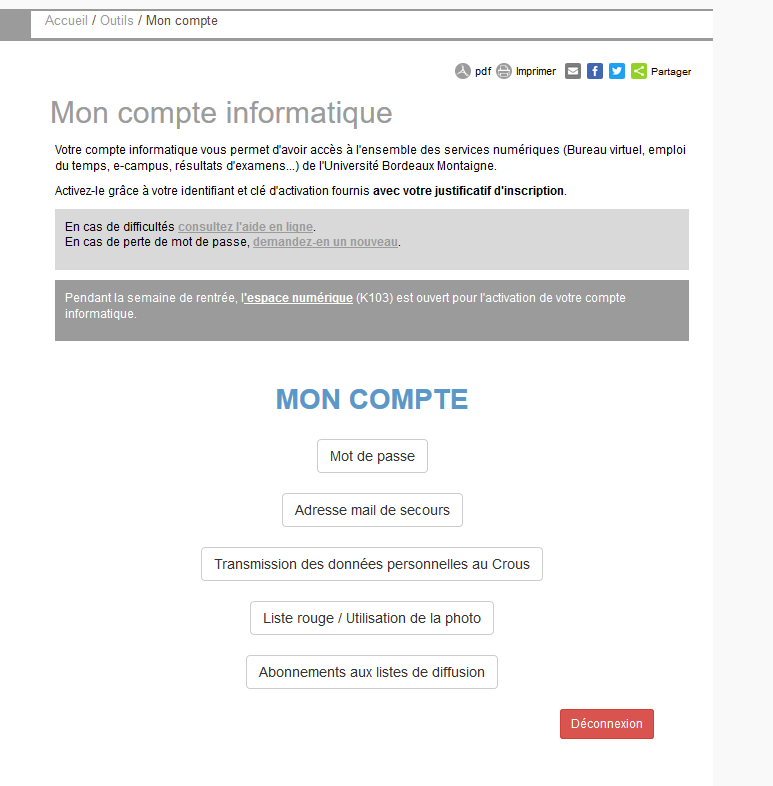 Accueil / Outils / Mon compte
pdf Imprimer Partager
Mon compte informatique
Votre compte informatique vous permet d'avoir accès à l'ensemble des services numériques (Bureau virtuel, emploi
du temps, e-campus, résultats d'examens...) de l'Université Bordeaux Montaigne.
Activez-le grâce à votre identifiant et clé d'activation fournis avec votre justificatif d'inscription.
En cas de difficultés consultez l'aide en ligne.
En cas de perte de mot de passe, demandez-en un nouveau.
Pendant la semaine de rentrée, l'espace numérique (K103) est ouvert pour l'activation de votre compte
informatique.
MON COMPTE
Mot de passe
Adresse mail de secours
Transmission des données personnelles au Crous
Liste rouge / Utilisation de la photo
Abonnements aux listes de diffusion
Déconnexion